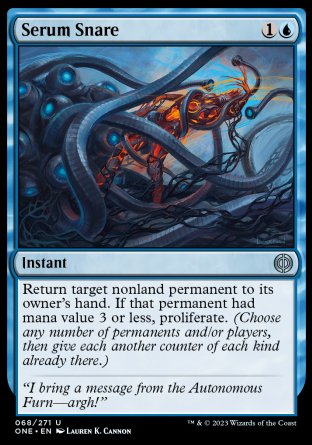 Serum Snare 1
Instant
Return target nonland permanent to its
owner's hand. If that permanent had
mana value 3 or less, proliferate. (Choose
any number of permanents and/or players,
then give each another counter of each
kind already there.)
"I bring a message from the Autonomous
Furn—argh!"
068/271 U
ONE • EN LAUREN K. CANNON ™ & © 2023 Wizards of the Coast